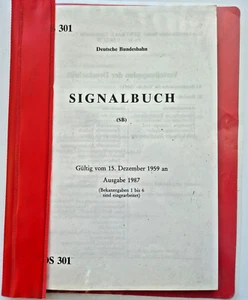 S 301
Deutsche Bundesbahn
SIGNALBUCH
(SB)
Gültig vom 15. Dezember 1959 an
Ausgabe 1987
(Bekanntgaben 1 bis 6
sind eingearbeitet)
DS 301